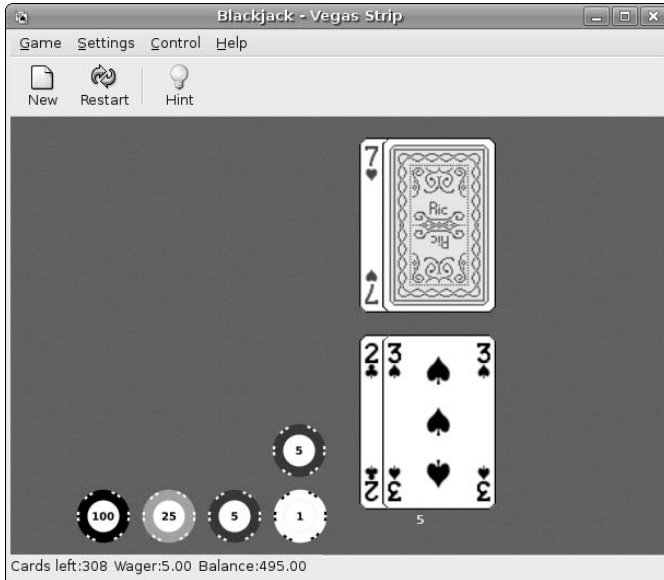 Blackjack - Vegas Strip
Game Settings Control Help
New Restart Hint
7
Ric
Ric
7
2 3 3
2 3 3
5
5
100 25 5 1
Cards left:308 Wager:5.00 Balance:495.00